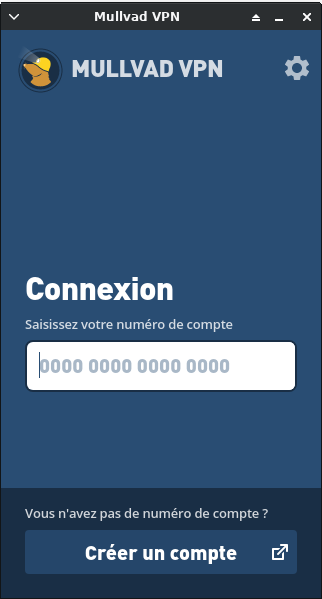 Mullvad VPN
MULLVAD VPN
Connexion
Saisissez votre numéro de compte
0000 0000 0000 0000
Vous n'avez pas de numéro de compte ?
Créer un compte